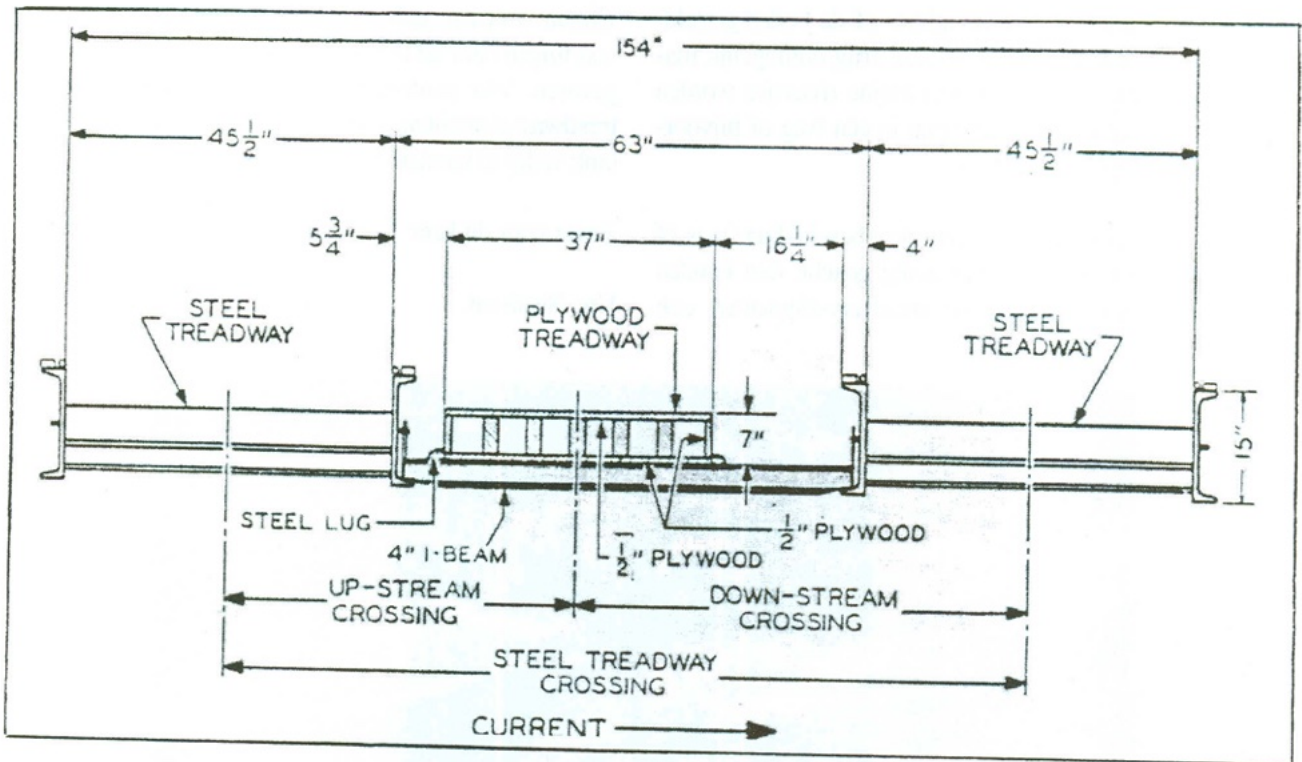 154"
45 1/2"
63"
45 1/2"
5 3/4"
37"
16 1/4"
4"
STEEL
TREADWAY
PLYWOOD
TREADWAY
STEEL
TREADWAY
7"
15"
STEEL LUG
4" I-BEAM
1/2" PLYWOOD
1/2" PLYWOOD
UP-STREAM
CROSSING
DOWN-STREAM
CROSSING
STEEL TREADWAY
CROSSING
CURRENT